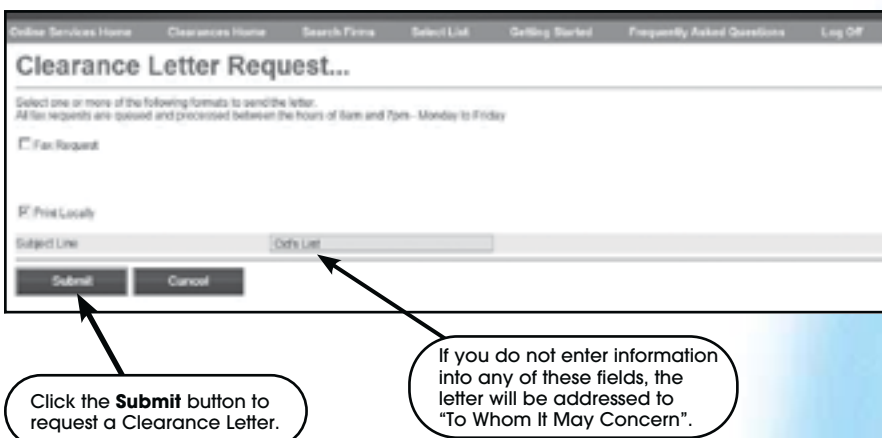 Online Services Home Clearances Home Search Firms Select List Getting Started Frequently Asked Questions Log Off
Clearance Letter Request...
Select one or more of the following formats to send the letter.
All fax requests are queued and processed between the hours of 8am and 7pm - Monday to Friday
Fax Request
Print Locally
Subject Line
List
Submit Cancel
If you do not enter information
into any of these fields, the
letter will be addressed to
“To Whom It May Concern”.
Click the Submit button to
request a Clearance Letter.